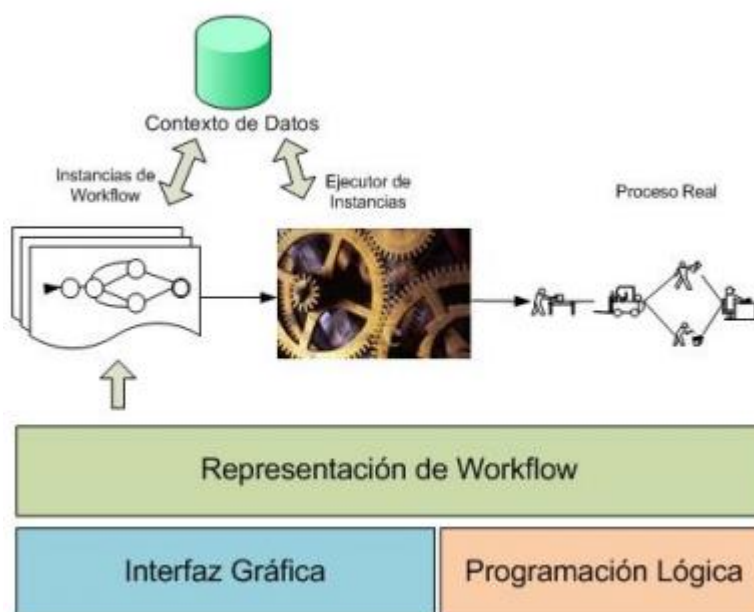 Contexto de Datos
Instancias de
Workflow
Ejecutor de
Instancias
Proceso Real
Representación de Workflow
Interfaz Gráfica
Programación Lógica